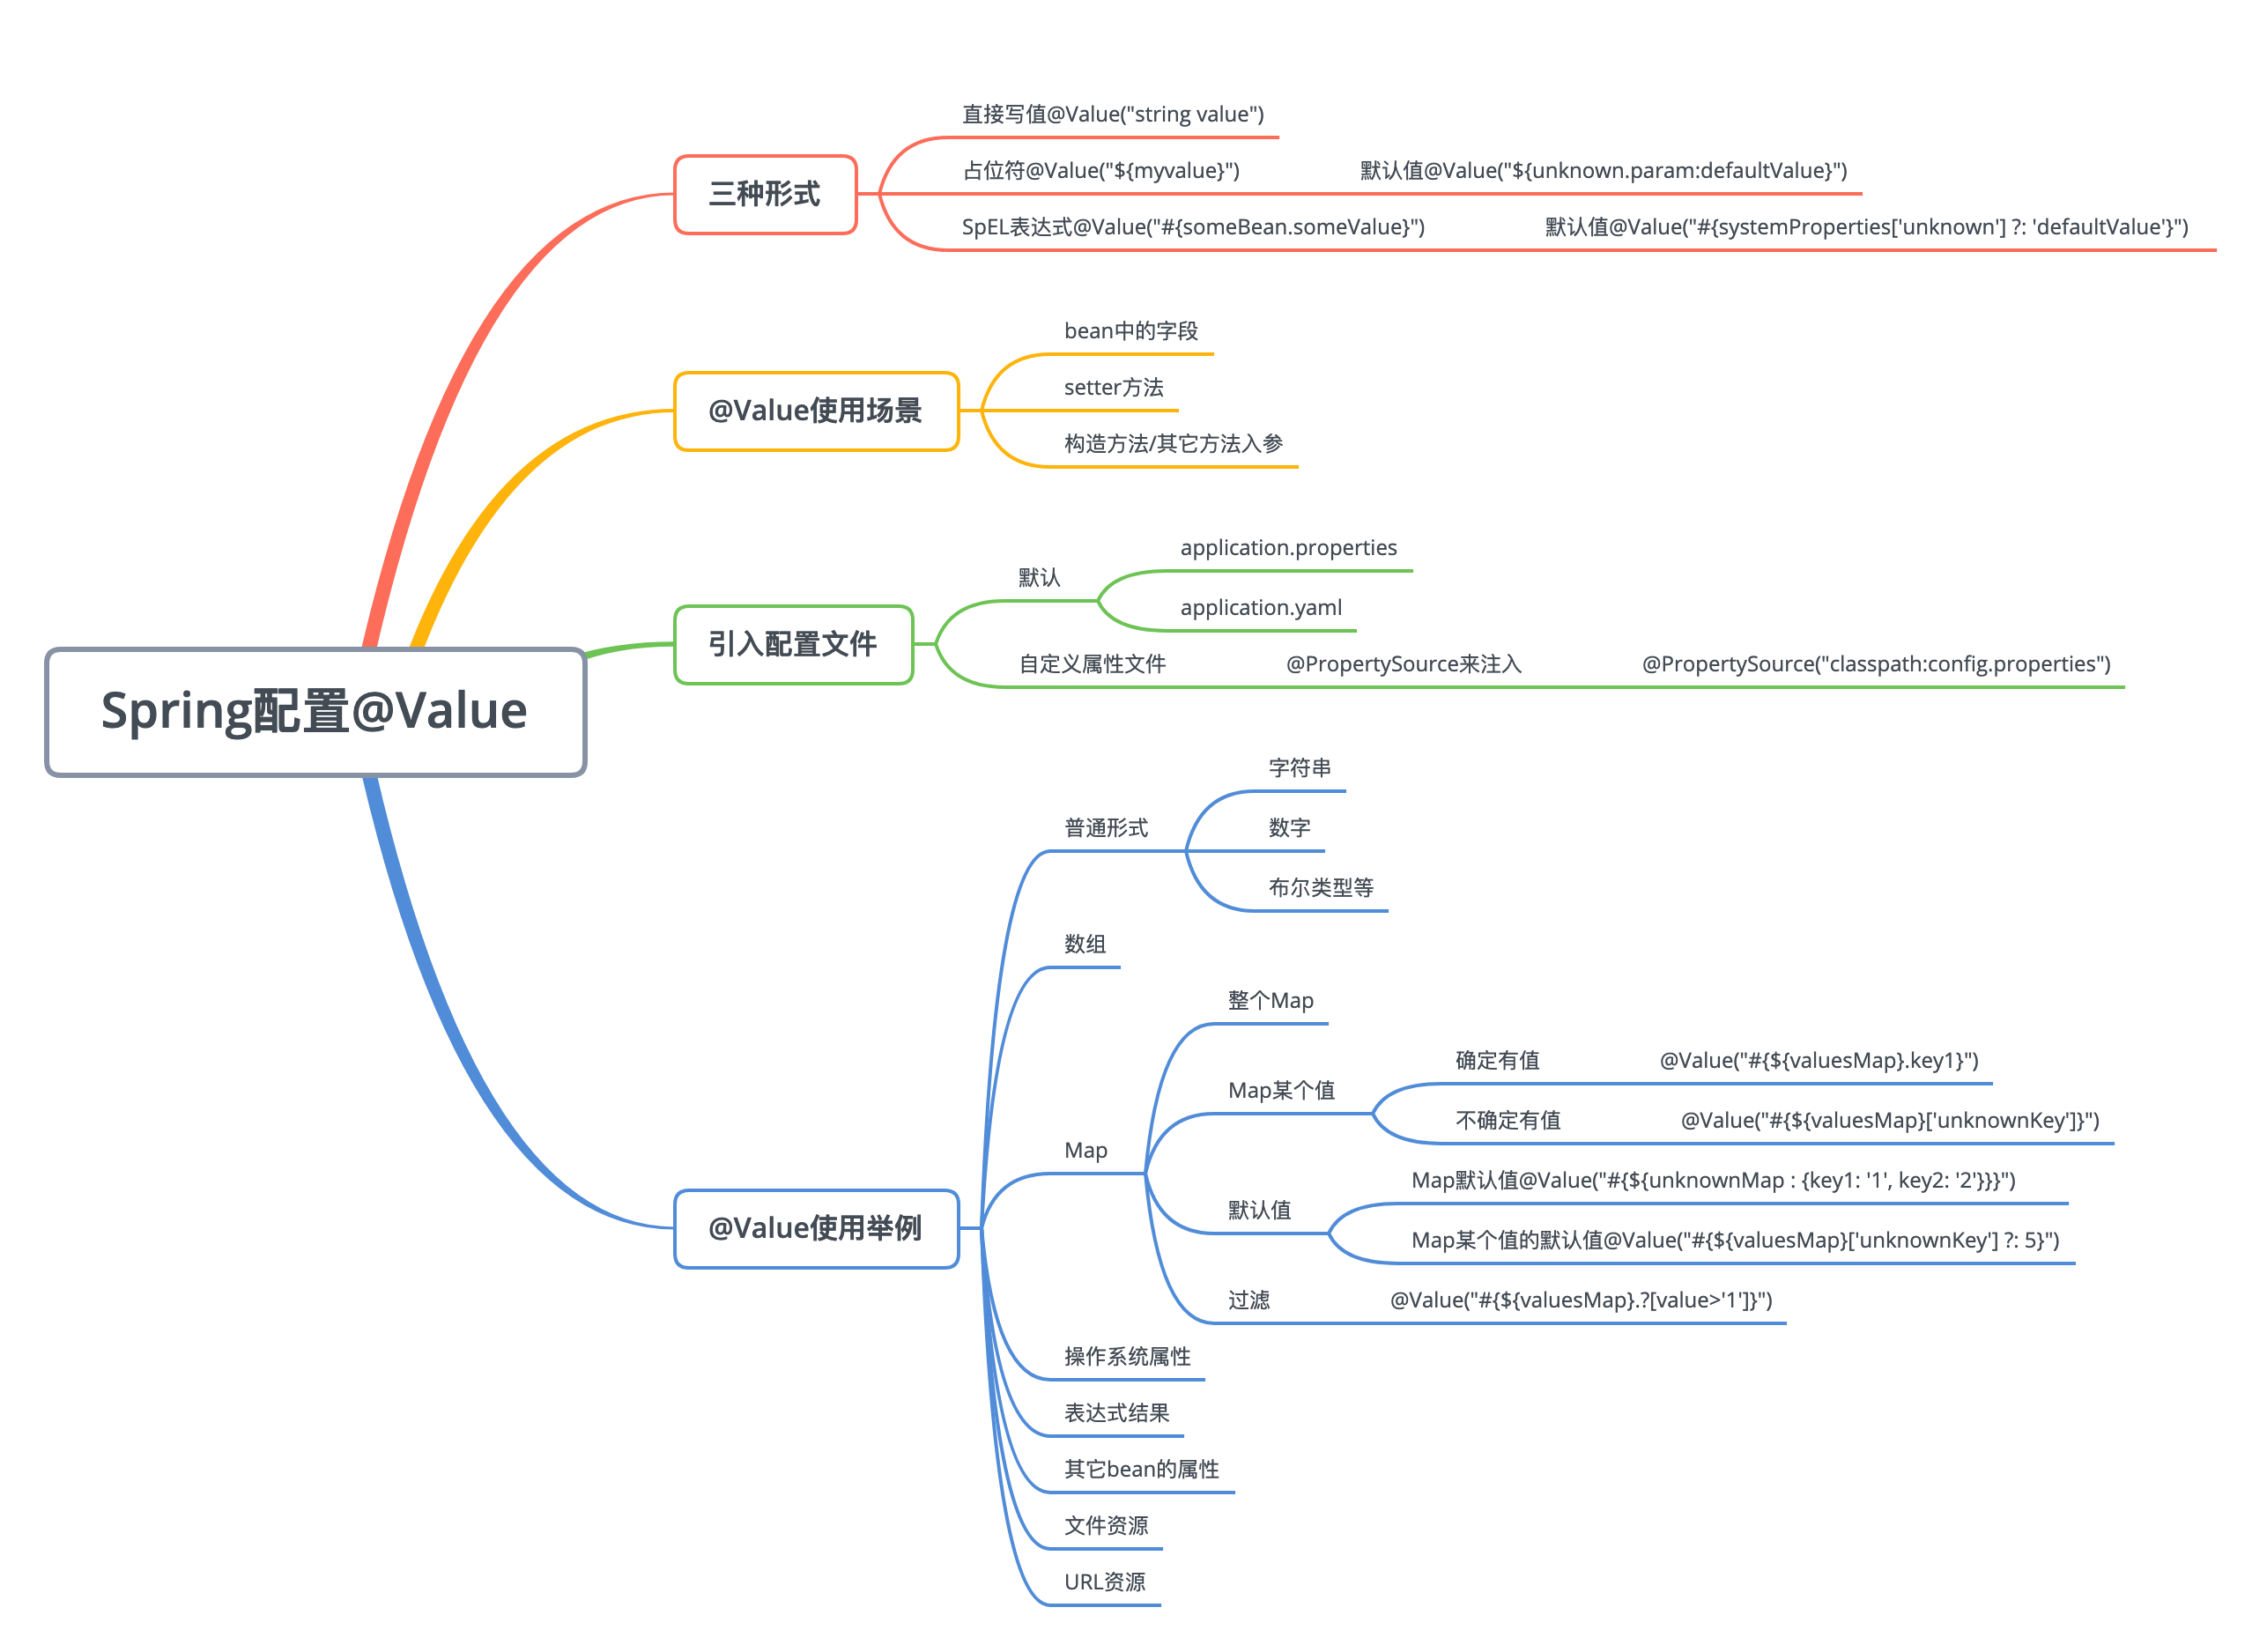 Spring配置@Value
三种形式
直接写值@Value("string value")
占位符@Value("${myvalue}")
默认值@Value("${unknown.param:defaultValue}")
SpEL表达式@Value("#{someBean.someValue}")
默认值@Value("#{systemProperties['unknown'] ?: 'defaultValue'}")
@Value使用场景
bean中的字段
setter方法
构造方法/其它方法入参
引入配置文件
默认
application.properties
application.yaml
自定义属性文件
@PropertySource来注入
@PropertySource("classpath:config.properties")
@Value使用举例
普通形式
字符串
数字
布尔类型等
数组
Map
整个Map
Map某个值
确定有值
@Value("#{${valuesMap}.key1}")
不确定有值
@Value("#{${valuesMap}['unknownKey']}")
默认值
Map默认值@Value("#{${unknownMap : {key1: '1', key2: '2'}}}")
Map某个值的默认值@Value("#{${valuesMap}['unknownKey'] ?: 5}")
过滤
@Value("#{${valuesMap}.?[value>'1']}")
操作系统属性
表达式结果
其它bean的属性
文件资源
URL资源